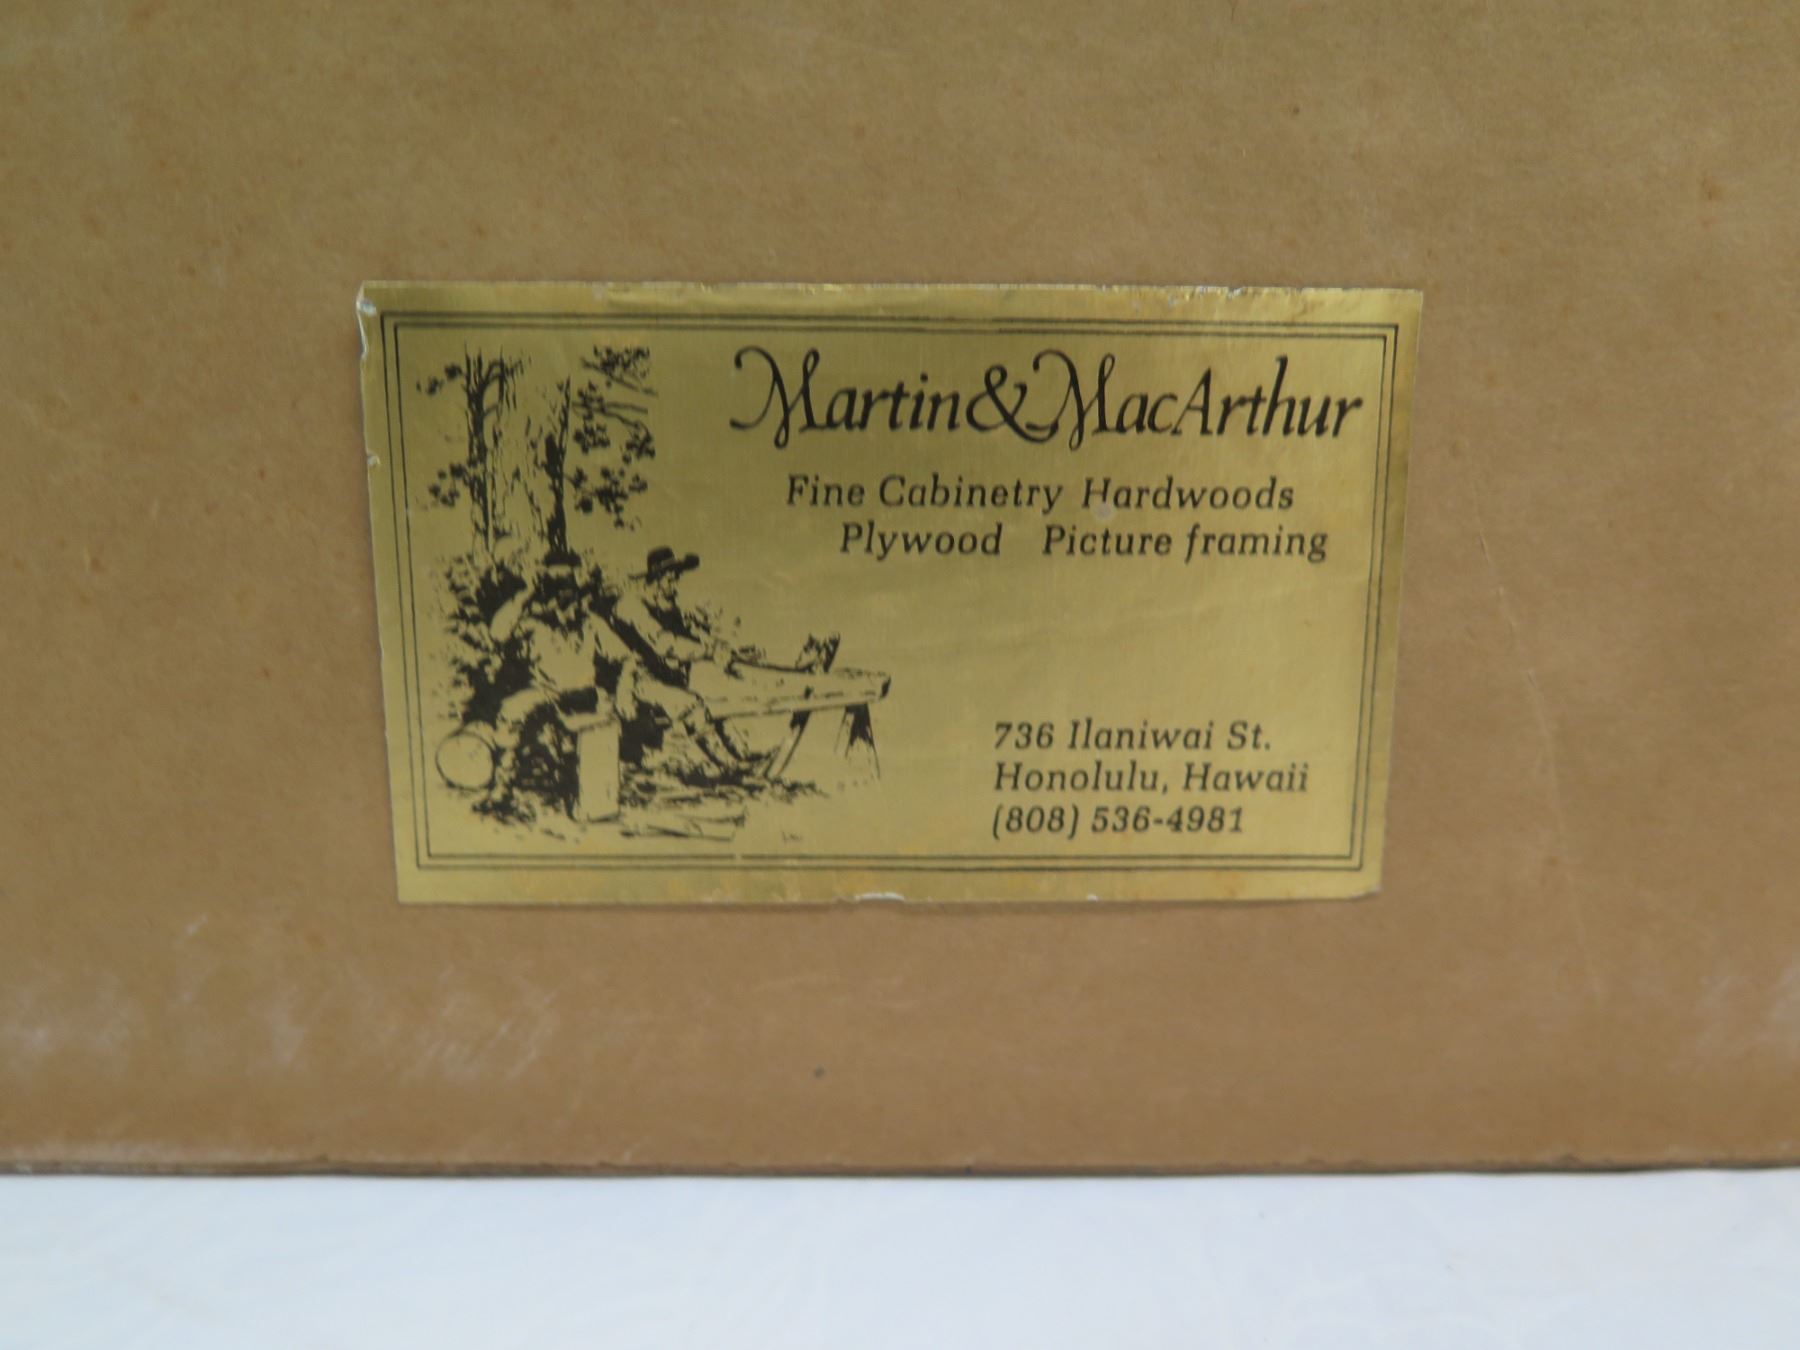 Martin & MacArthur
Fine Cabinetry Hardwoods
Plywood Picture framing
736 Ilaniwai St.
Honolulu, Hawaii
(808) 536-4981